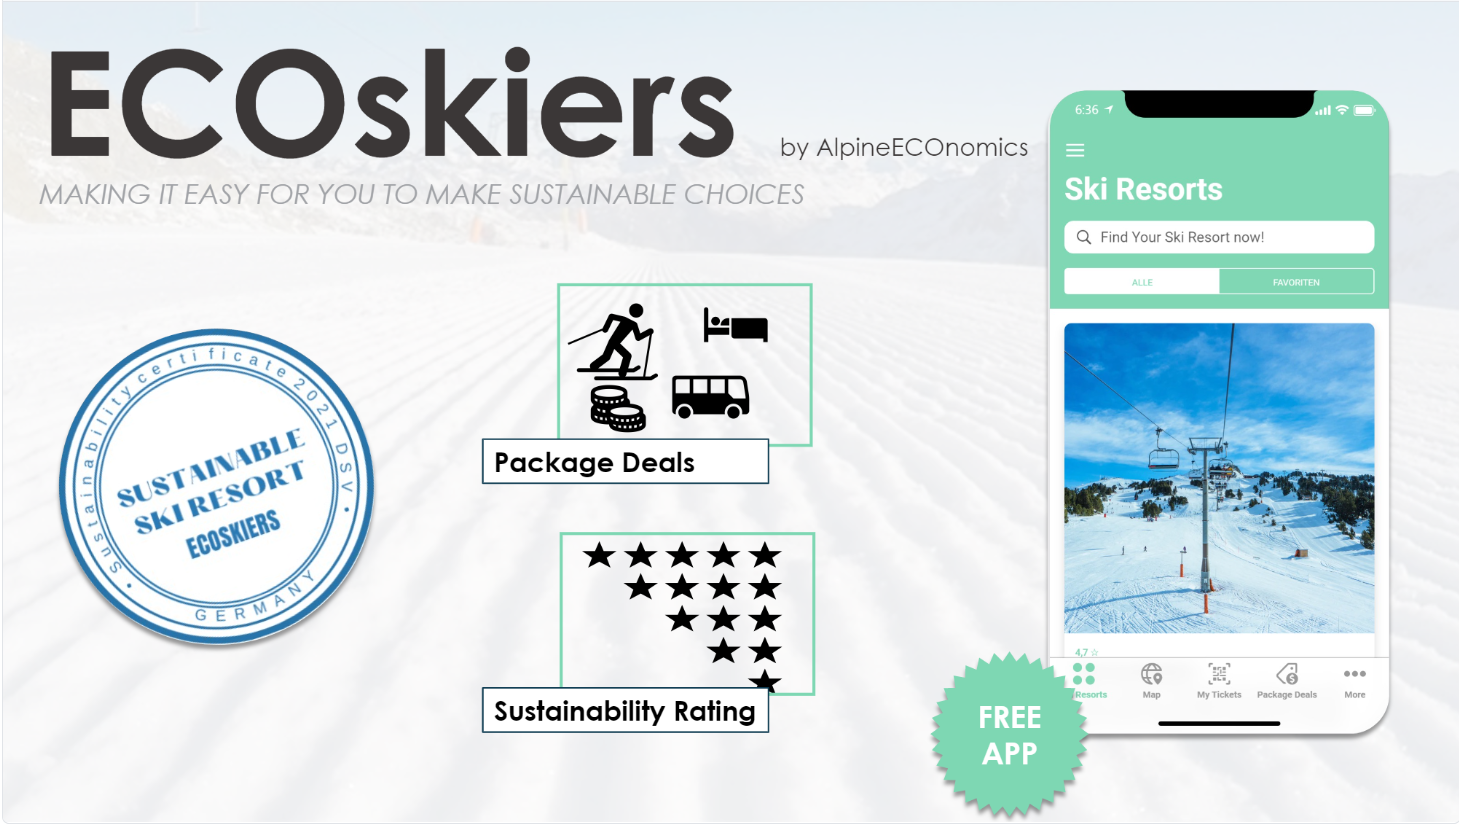 ECOskiers
by AlpineECOnomics
MAKING IT EASY FOR YOU TO MAKE SUSTAINABLE CHOICES
Sustainability certificate 2021 DSV •
SUSTAINABLE
SKI RESORT
ECOSKIERS
• GERMANY
Package Deals
Sustainability Rating
6:36
Ski Resorts
Find Your Ski Resort now!
ALLE
FAVORITEN
4,7 ☆
Resorts
Map
My Tickets
Package Deals
More
FREE
APP